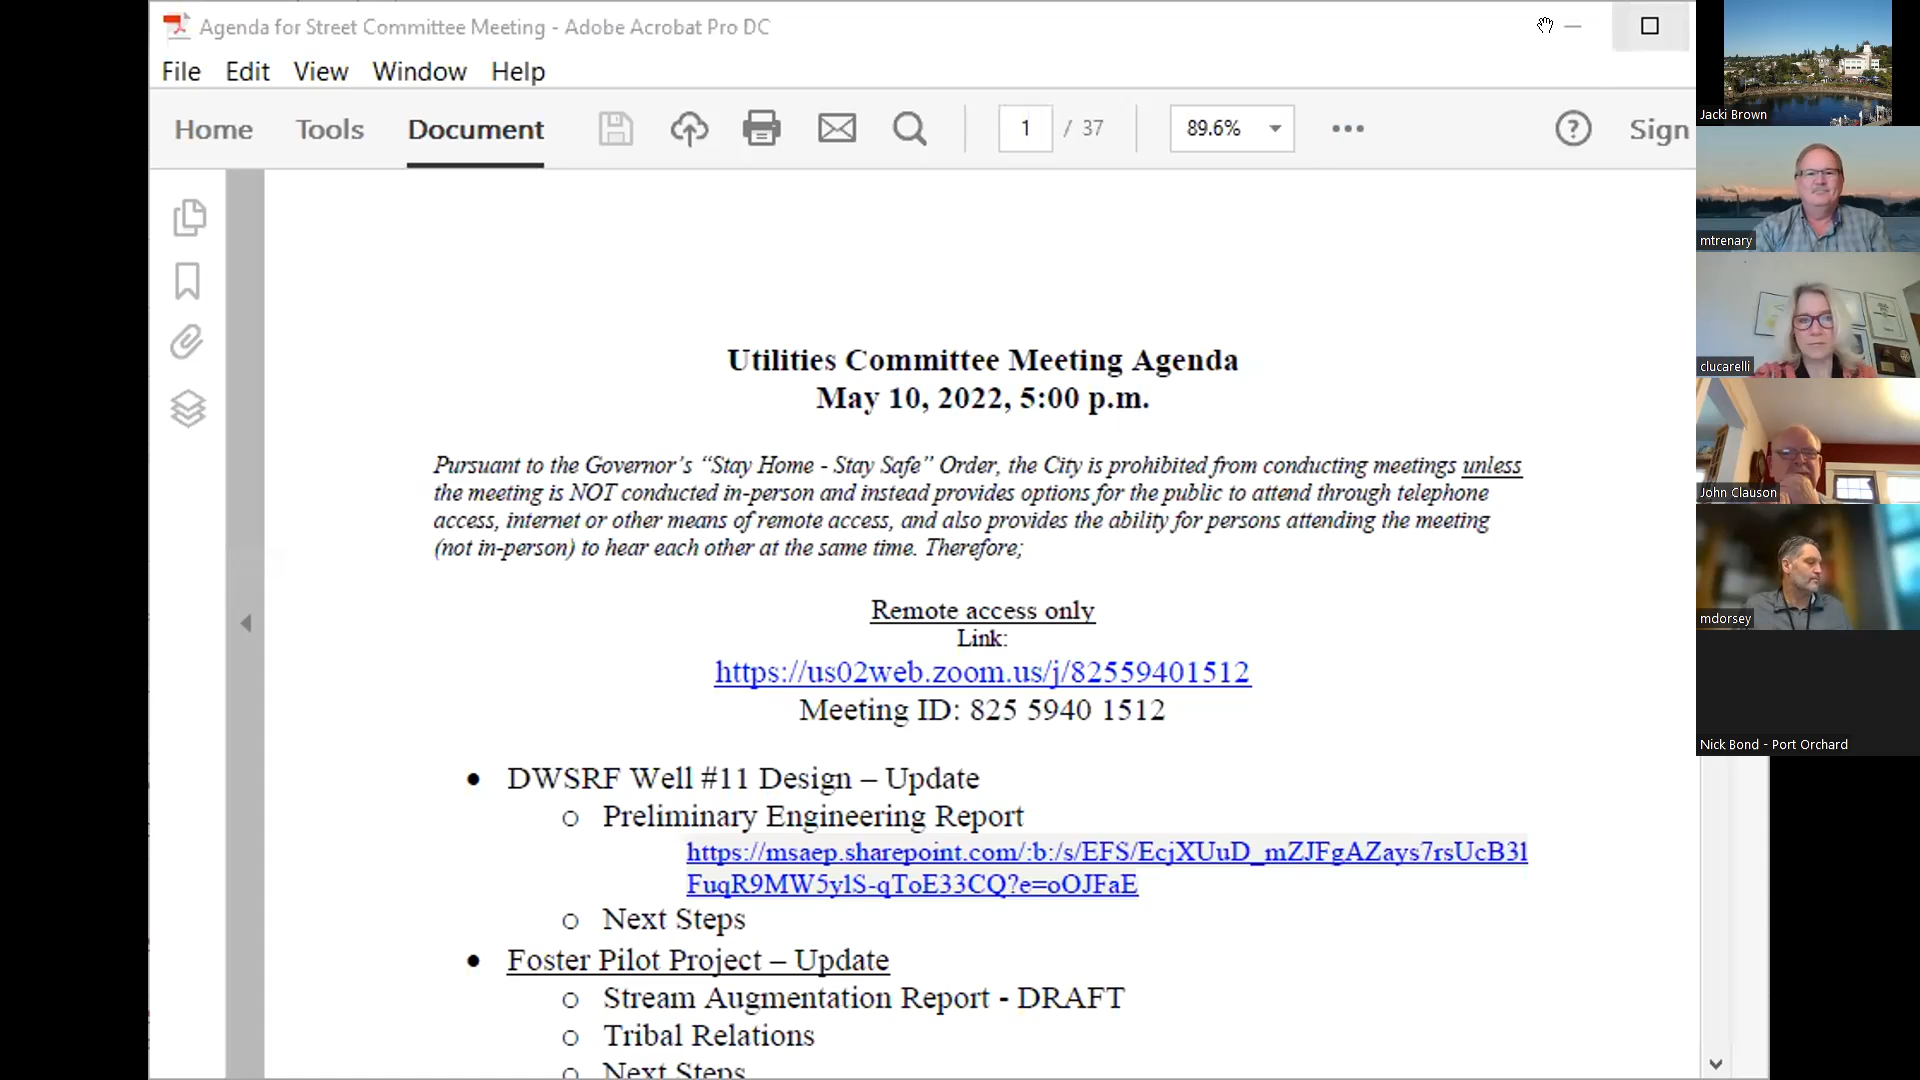 Agenda for Street Committee Meeting - Adobe Acrobat Pro DC
File Edit View Window Help
Home Tools Document 1 / 37 89.6% Sign
Utilities Committee Meeting Agenda
May 10, 2022, 5:00 p.m.
Pursuant to the Governor's “Stay Home - Stay Safe” Order, the City is prohibited from conducting meetings unless
the meeting is NOT conducted in-person and instead provides options for the public to attend through telephone
access, internet or other means of remote access, and also provides the ability for persons attending the meeting
(not in-person) to hear each other at the same time. Therefore;
Remote access only
Link:
https://us02web.zoom.us/j/82559401512
Meeting ID: 825 5940 1512
• DWSRF Well #11 Design – Update
o Preliminary Engineering Report
https://msaep.sharepoint.com/:b:/s/EFS/EcjXUuD_mZJFgAZays7rsUcB3l
FuqR9MW5ylS-qToE33CQ?e=oOJFaE
o Next Steps
• Foster Pilot Project – Update
o Stream Augmentation Report - DRAFT
o Tribal Relations
o Next Steps
Jacki Brown
mtrenary
clucarelli
John Clauson
mdorsey
Nick Bond - Port Orchard